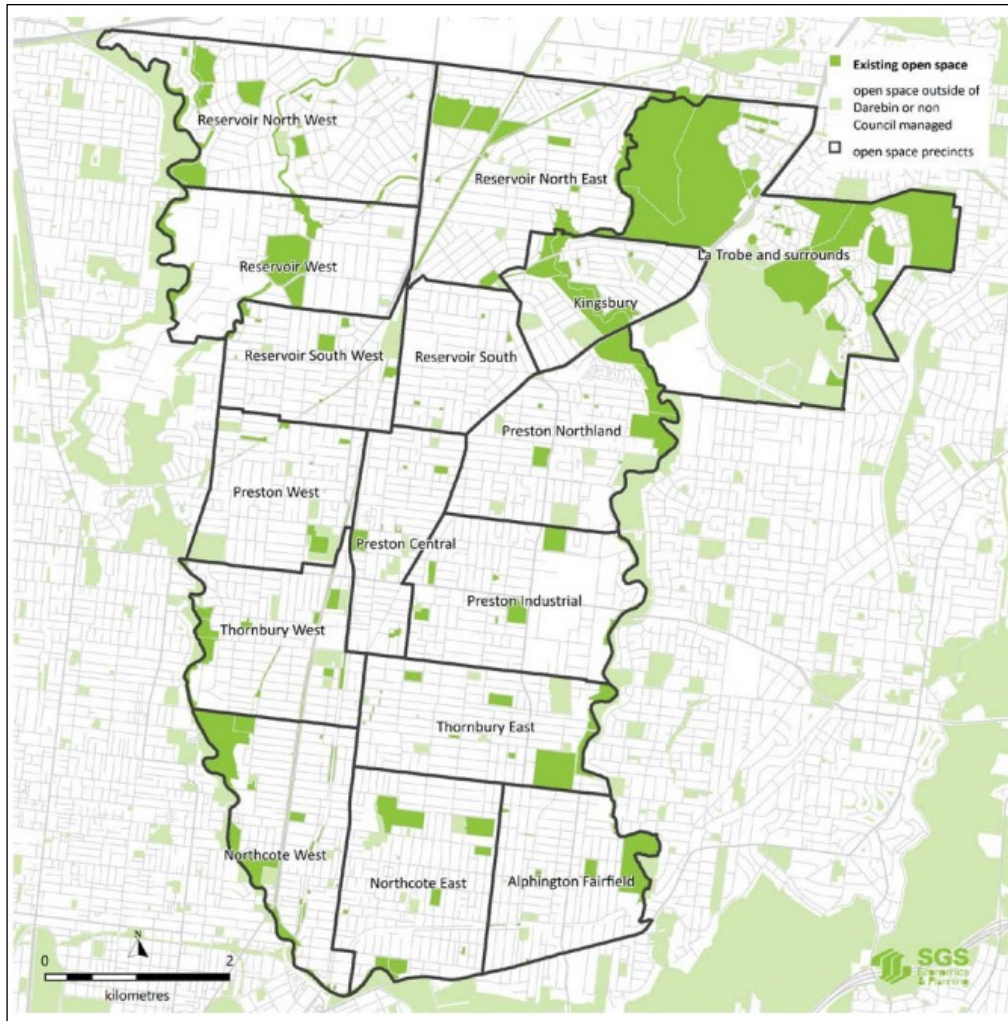 Existing open space
open space outside of
Darebin or non
Council managed
open space precincts
Reservoir North West
Reservoir North East
Reservoir West
La Trobe and surrounds
Kingsbury
Reservoir South West
Reservoir South
Preston Northland
Preston West
Preston Central
Preston Industrial
Thornbury West
Thornbury East
Northcote West
Northcote East
Alphington Fairfield
N
0
2
kilometres
SGS
Economics
& Planning